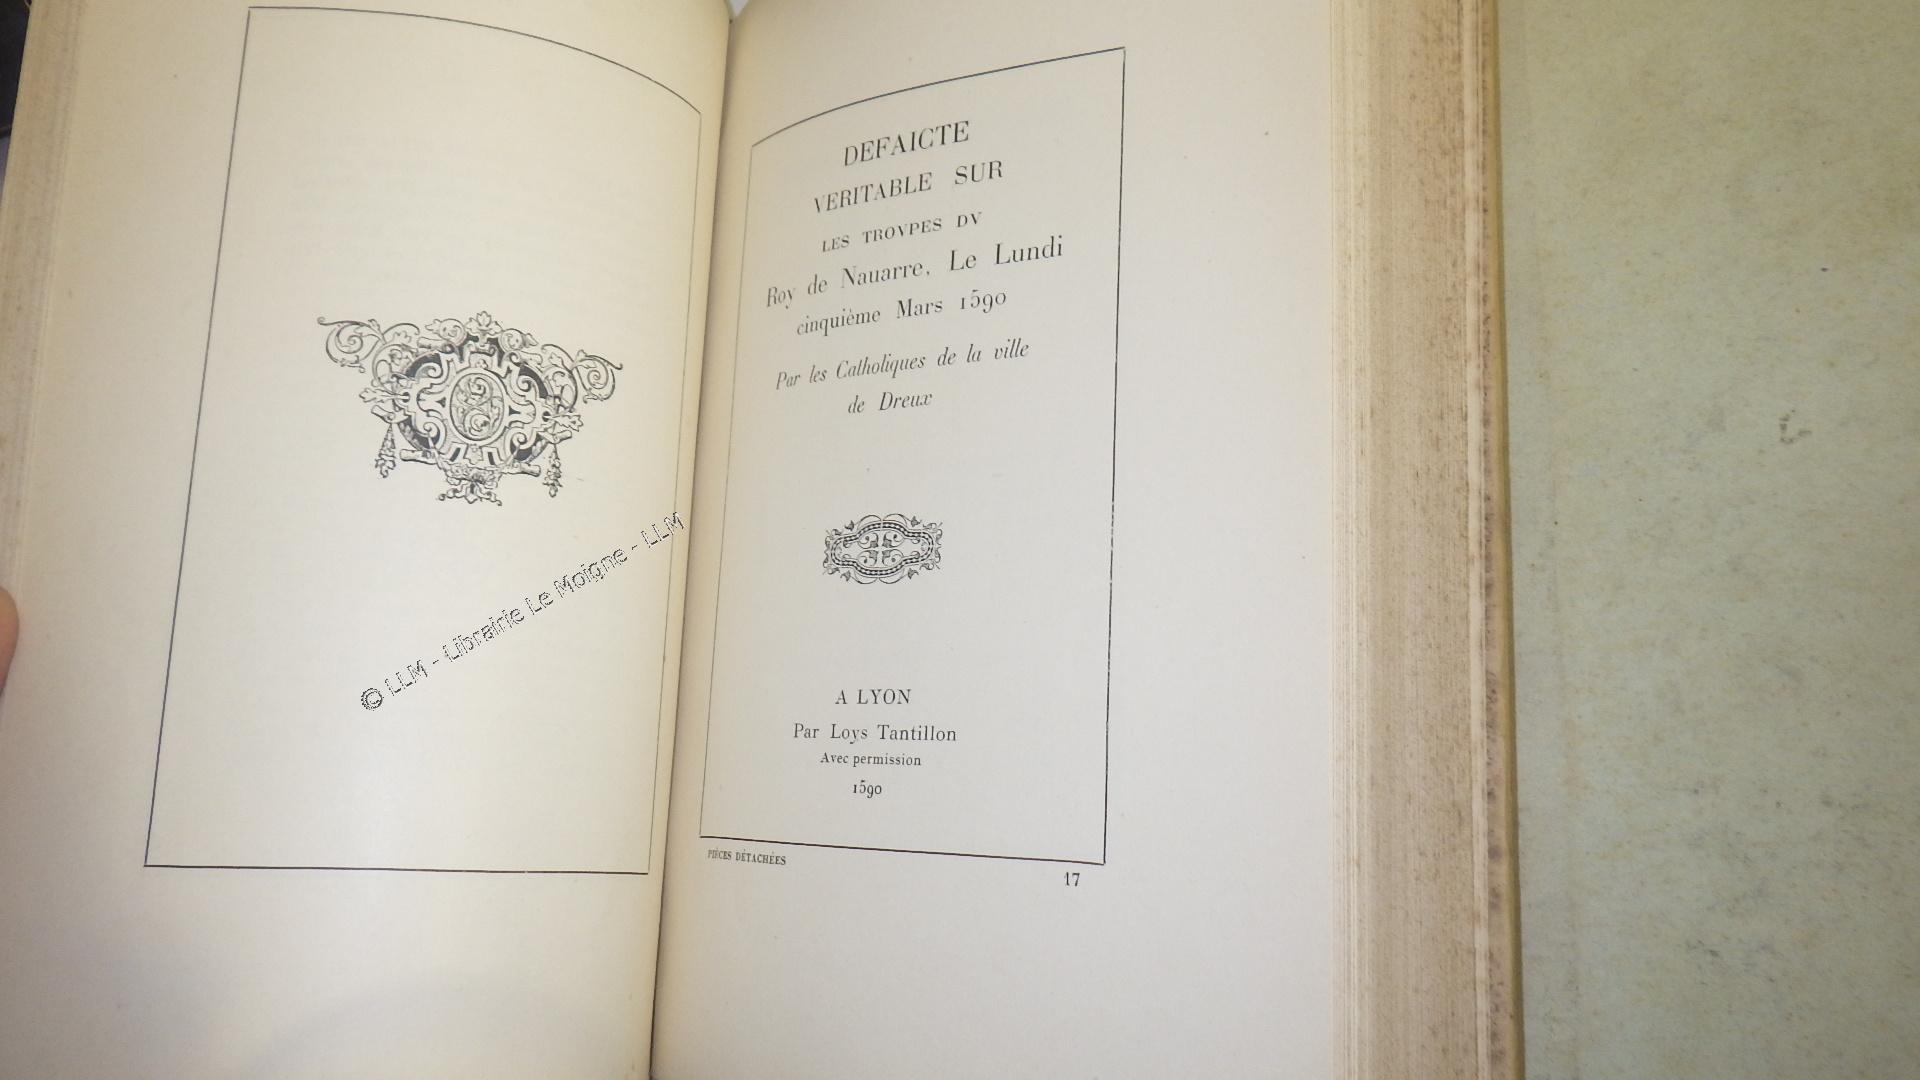 © LLM - Librairie Le Moigne - LLM
DEFAICTE
VERITABLE SUR
LES TROVPES DV
Roy de Nauarre, Le Lundi
cinquième Mars 1590
Par les Catholiques de la ville
de Dreux
A LYON
Par Loys Tantillon
Avec permission
1590
PIÈCES DÉTACHÉES
17